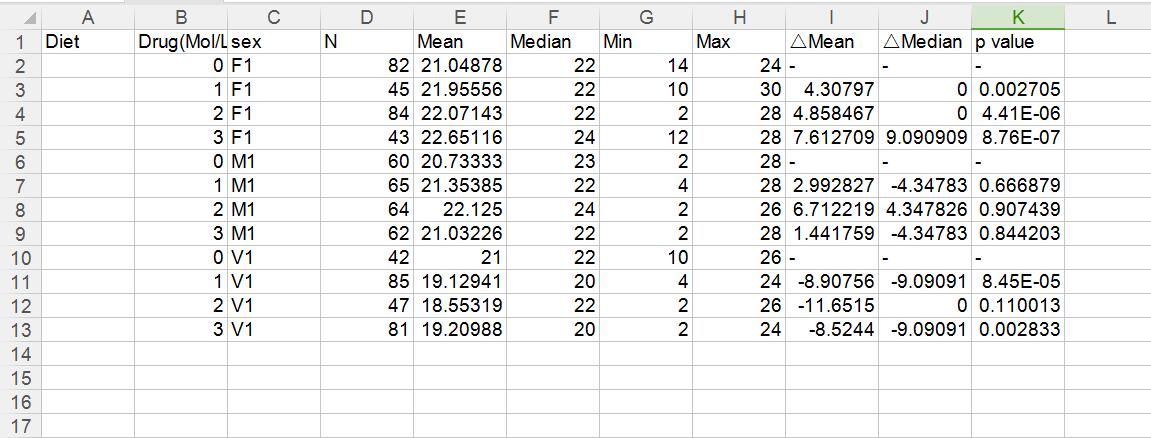 A B C D E F G H I J K L
1 Diet Drug(Mol/L sex N Mean Median Min Max △Mean △Median p value
2 0 F1 82 21.04878 22 14 24 - - -
3 1 F1 45 21.95556 22 10 30 4.30797 0 0.002705
4 2 F1 84 22.07143 22 2 28 4.858467 0 4.41E-06
5 3 F1 43 22.65116 24 12 28 7.612709 9.090909 8.76E-07
6 0 M1 60 20.73333 23 2 28 - - -
7 1 M1 65 21.35385 22 4 28 2.992827 -4.34783 0.666879
8 2 M1 64 22.125 24 2 26 6.712219 4.347826 0.907439
9 3 M1 62 21.03226 22 2 28 1.441759 -4.34783 0.844203
10 0 V1 42 21 22 10 26 - - -
11 1 V1 85 19.12941 20 4 24 -8.90756 -9.09091 8.45E-05
12 2 V1 47 18.55319 22 2 26 -11.6515 0 0.110013
13 3 V1 81 19.20988 20 2 24 -8.5244 -9.09091 0.002833
14
15
16
17